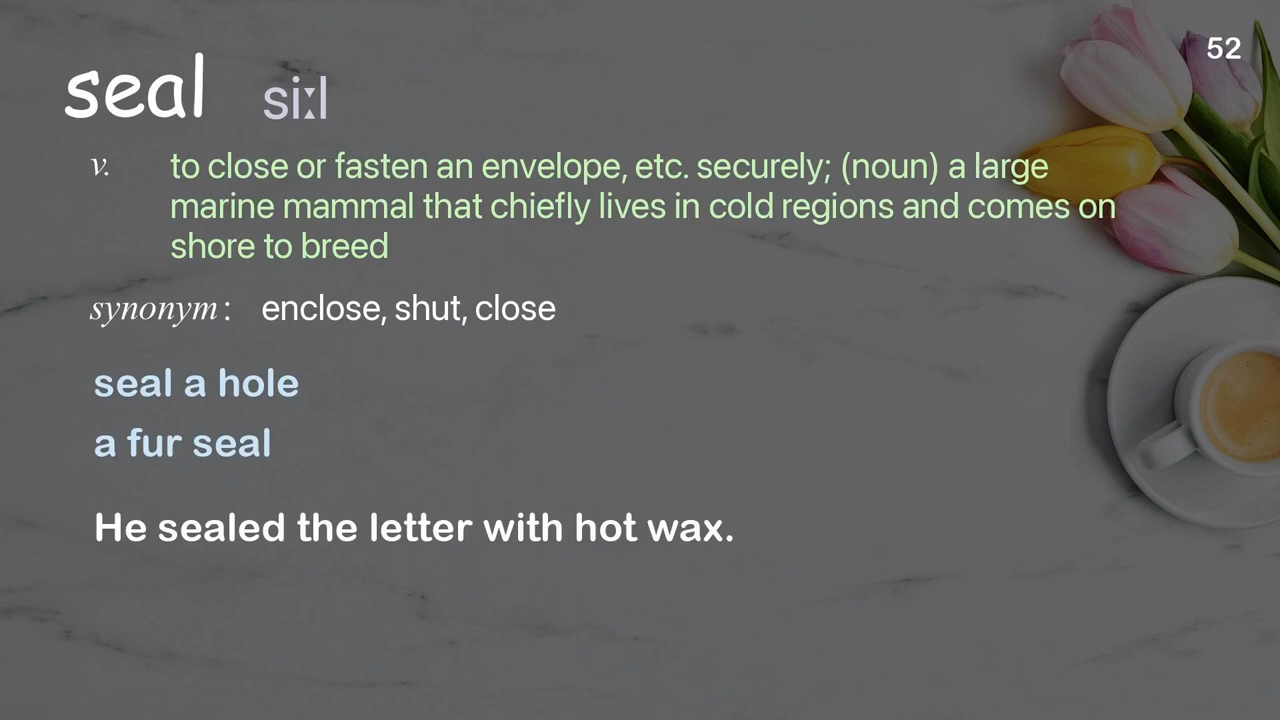 52
seal siːl
v. to close or fasten an envelope, etc. securely; (noun) a large
marine mammal that chiefly lives in cold regions and comes on
shore to breed
synonym: enclose, shut, close
seal a hole
a fur seal
He sealed the letter with hot wax.